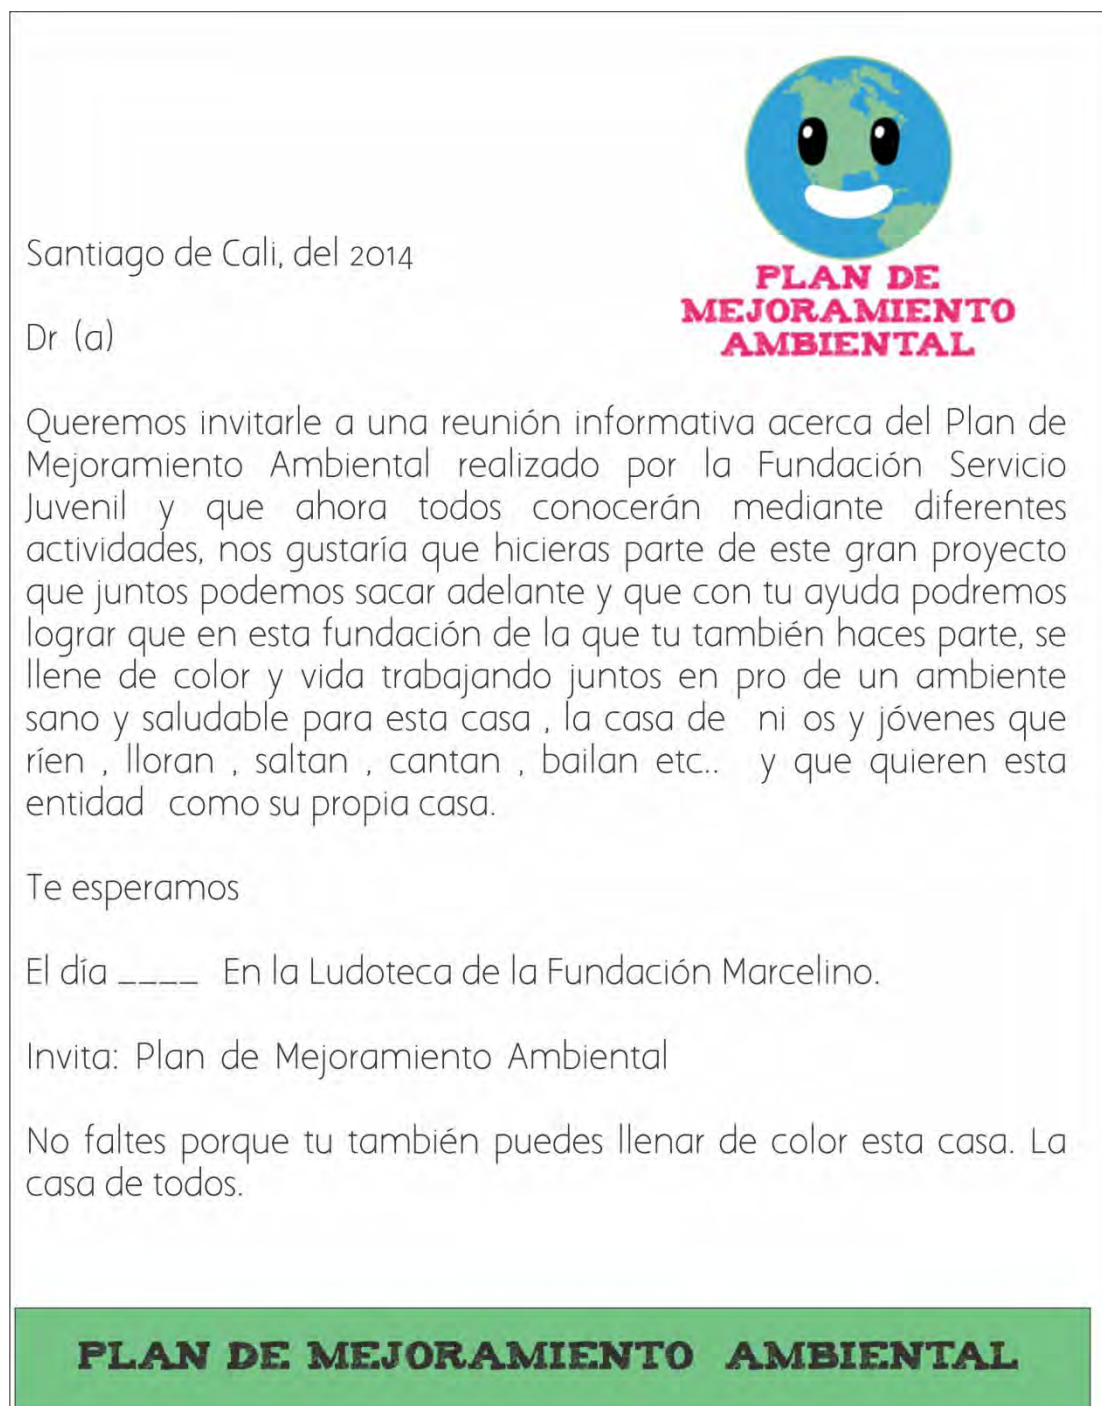 Santiago de Cali, del 2014
PLAN DE
MEJORAMIENTO
AMBIENTAL
Dr (a)
Queremos invitarle a una reunión informativa acerca del Plan de
Mejoramiento Ambiental realizado por la Fundación Servicio
Juvenil y que ahora todos conocerán mediante diferentes
actividades, nos gustaría que hicieras parte de este gran proyecto
que juntos podemos sacar adelante y que con tu ayuda podremos
lograr que en esta fundación de la que tu también haces parte, se
llene de color y vida trabajando juntos en pro de un ambiente
sano y saludable para esta casa , la casa de ni os y jóvenes que
ríen , lloran , saltan , cantan , bailan etc.. y que quieren esta
entidad como su propia casa.
Te esperamos
El día ____ En la Ludoteca de la Fundación Marcelino.
Invita: Plan de Mejoramiento Ambiental
No faltes porque tu también puedes llenar de color esta casa. La
casa de todos.
PLAN DE MEJORAMIENTO AMBIENTAL